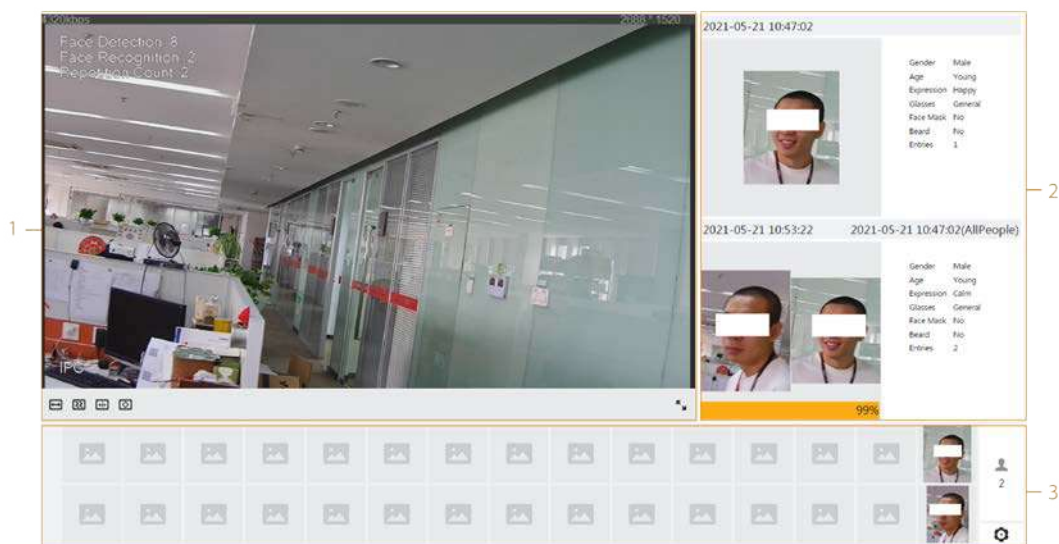 4320kbps
2688 * 1520
Face Detection 8
Face Recognition 2
Repetition Count 2
IPC
1
2021-05-21 10:47:02
Gender Male
Age Young
Expression Happy
Glasses General
Face Mask No
Beard No
Entries 1
2
2021-05-21 10:53:22 2021-05-21 10:47:02(AllPeople)
Gender Male
Age Young
Expression Calm
Glasses General
Face Mask No
Beard No
Entries 2
99%
2
3